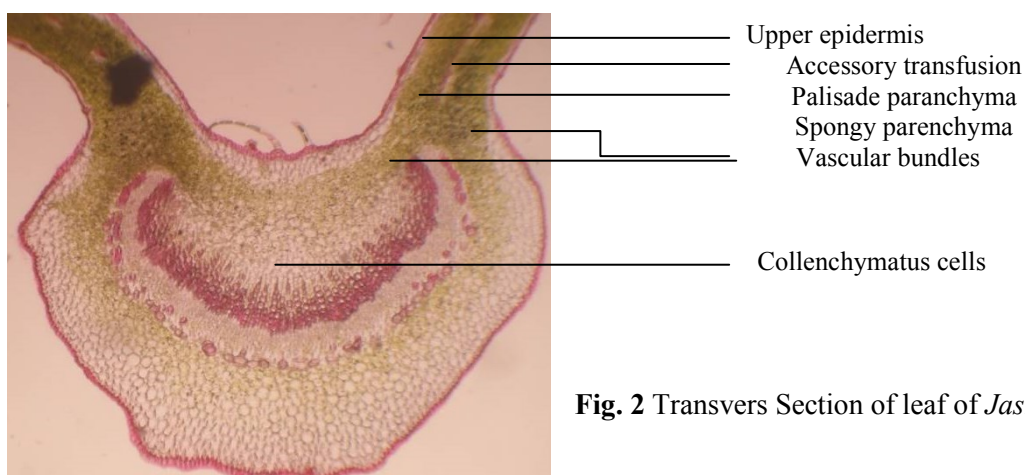 Upper epidermis
Accessory transfusion
Palisade paranchyma
Spongy parenchyma
Vascular bundles
Collenchymatus cells
Fig. 2 Transvers Section of leaf of Jas